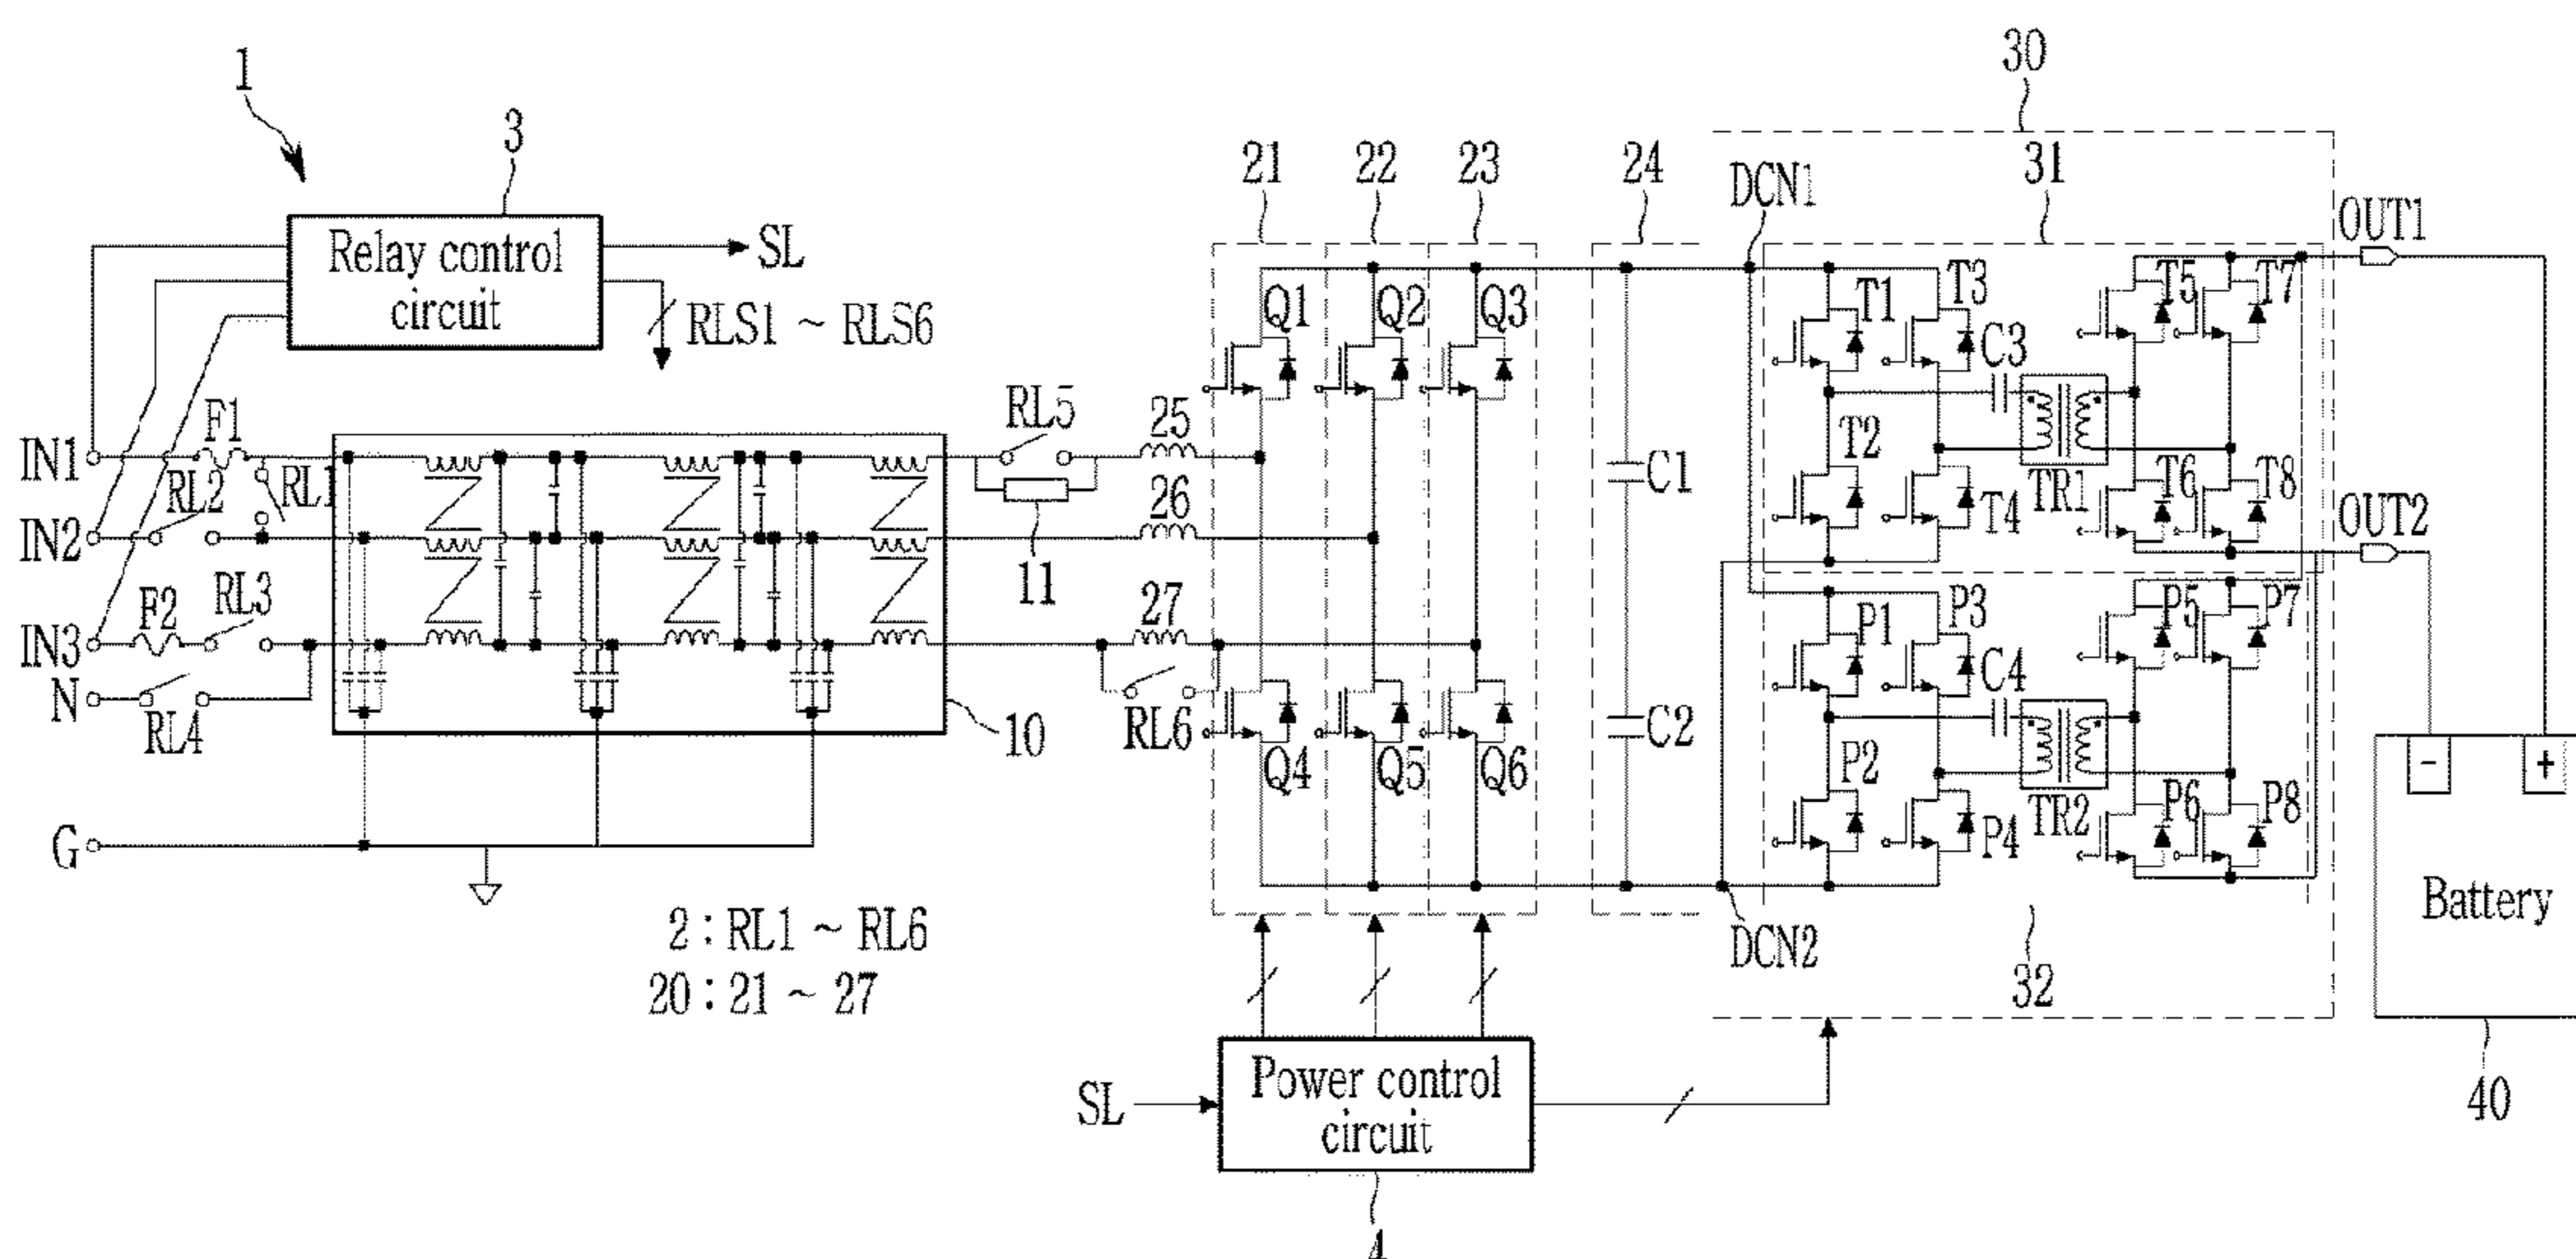 1
3
Relay control
circuit
SL
RLS1 ~ RLS6
30
21
22
23
24
DCN1
31
OUT1
Q1
Q2
Q3
T1
T3
T5
T7
C3
F1
RL5
25
IN1
RL2
RL1
T2
C1
TR1
T6
T8
26
OUT2
IN2
T4
11
F2
RL3
27
P1
P3
P5
P7
IN3
C4
N
RL4
10
RL6
C2
Q4
Q5
Q6
P2
-
+
TR2
P6
P8
P4
G
Battery
2 : RL1 ~ RL6
20 : 21 ~ 27
DCN2
32
Power control
circuit
SL
40
4